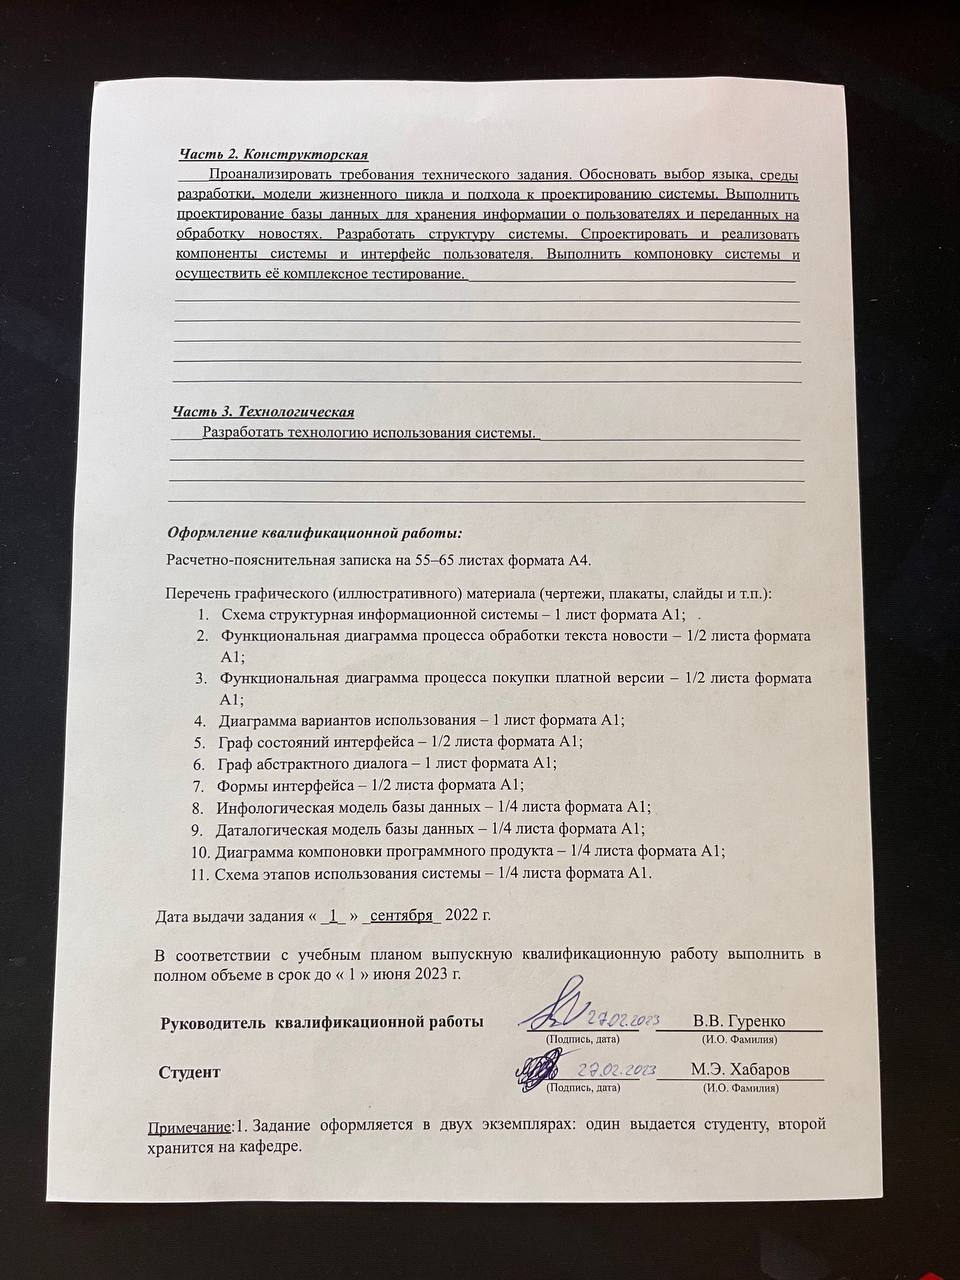 Часть 2. Конструкторская
Проанализировать требования технического задания. Обосновать выбор языка, среды
разработки, модели жизненного цикла и подхода к проектированию системы. Выполнить
проектирование базы данных для хранения информации о пользователях и переданных на
обработку новостях. Разработать структуру системы. Спроектировать и реализовать
компоненты системы и интерфейс пользователя. Выполнить компоновку системы и
осуществить её комплексное тестирование.
Часть 3. Технологическая
Разработать технологию использования системы.
Оформление квалификационной работы:
Расчетно-пояснительная записка на 55–65 листах формата А4.
Перечень графического (иллюстративного) материала (чертежи, плакаты, слайды и т.п.):
1. Схема структурная информационной системы – 1 лист формата А1; .
2. Функциональная диаграмма процесса обработки текста новости – 1/2 листа формата
А1;
3. Функциональная диаграмма процесса покупки платной версии – 1/2 листа формата
А1;
4. Диаграмма вариантов использования – 1 лист формата А1;
5. Граф состояний интерфейса – 1/2 листа формата А1;
6. Граф абстрактного диалога – 1 лист формата А1;
7. Формы интерфейса – 1/2 листа формата А1;
8. Инфологическая модель базы данных – 1/4 листа формата А1;
9. Даталогическая модель базы данных – 1/4 листа формата А1;
10. Диаграмма компоновки программного продукта – 1/4 листа формата А1;
11. Схема этапов использования системы – 1/4 листа формата А1.
Дата выдачи задания « _1_ » _сентября_ 2022 г.
В соответствии с учебным планом выпускную квалификационную работу выполнить в
полном объеме в срок до « 1 » июня 2023 г.
Руководитель квалификационной работы 27.02.2023 В.В. Гуренко
(Подпись, дата) (И.О. Фамилия)
Студент 27.02.2023 М.Э. Хабаров
(Подпись, дата) (И.О. Фамилия)
Примечание:1. Задание оформляется в двух экземплярах: один выдается студенту, второй
хранится на кафедре.